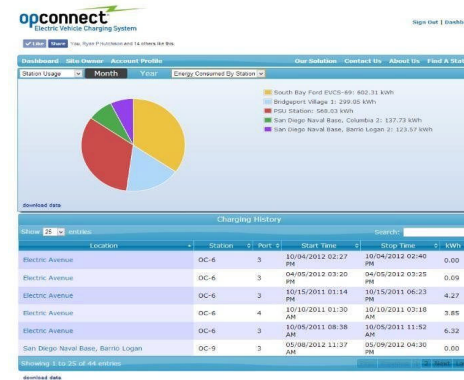 opconnect
Electric Vehicle Charging System
Sign Out | Dashb
Like Share You, Ryan P Hutchison and 14 others like this.
Dashboard Site Owner Account Profile Our Solution Contact Us About Us Find A Stat
Station Usage Month Year Energy Consumed By Station
South Bay Ford EVCS-69: 602.31 kWh
Bridgeport Village 1: 299.05 kWh
PSU Station: 568.03 kWh
San Diego Naval Base, Columbia 2: 137.73 kWh
San Diego Naval Base, Barrio Logan 2: 123.57 kWh
download data
Charging History
Show 25 entries Search:
Location Station Port Start Time Stop Time kWh
Electric Avenue OC-6 3 10/04/2012 02:27 PM 10/04/2012 02:40 PM 0.00
Electric Avenue OC-6 3 04/05/2012 03:20 PM 04/05/2012 03:25 PM 0.09
Electric Avenue OC-6 3 10/15/2011 01:14 PM 10/15/2011 06:23 PM 4.27
Electric Avenue OC-6 4 10/10/2011 01:30 AM 10/10/2011 03:18 AM 3.85
Electric Avenue OC-6 3 10/05/2011 08:38 AM 10/05/2011 11:52 AM 6.32
San Diego Naval Base, Barrio Logan OC-9 3 05/08/2012 11:37 AM 05/09/2012 04:30 PM 0.00
Showing 1 to 25 of 44 entries
download data